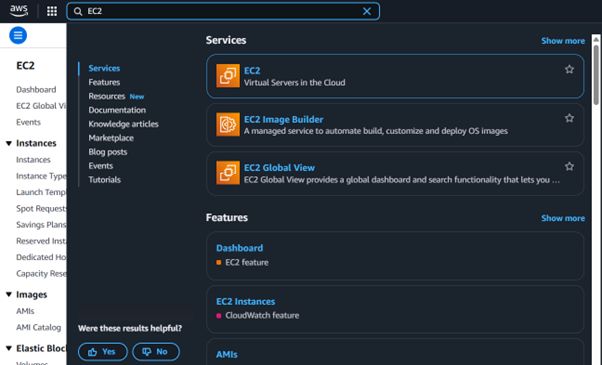 aws
EC2
EC2
Dashboard
EC2 Global Vi
Events
Instances
Instances
Instance Type
Launch Templ
Spot Requests
Savings Plans
Reserved Inst
Dedicated Ho
Capacity Rese
Images
AMIs
AMI Catalog
Elastic Block
Volumes
Services
Features
Resources New
Documentation
Knowledge articles
Marketplace
Blog posts
Events
Tutorials
Were these results helpful?
Yes
No
Services
Show more
EC2
Virtual Servers in the Cloud
EC2 Image Builder
A managed service to automate build, customize and deploy OS images
EC2 Global View
EC2 Global View provides a global dashboard and search functionality that lets you ...
Features
Show more
Dashboard
EC2 feature
EC2 Instances
CloudWatch feature
AMIs